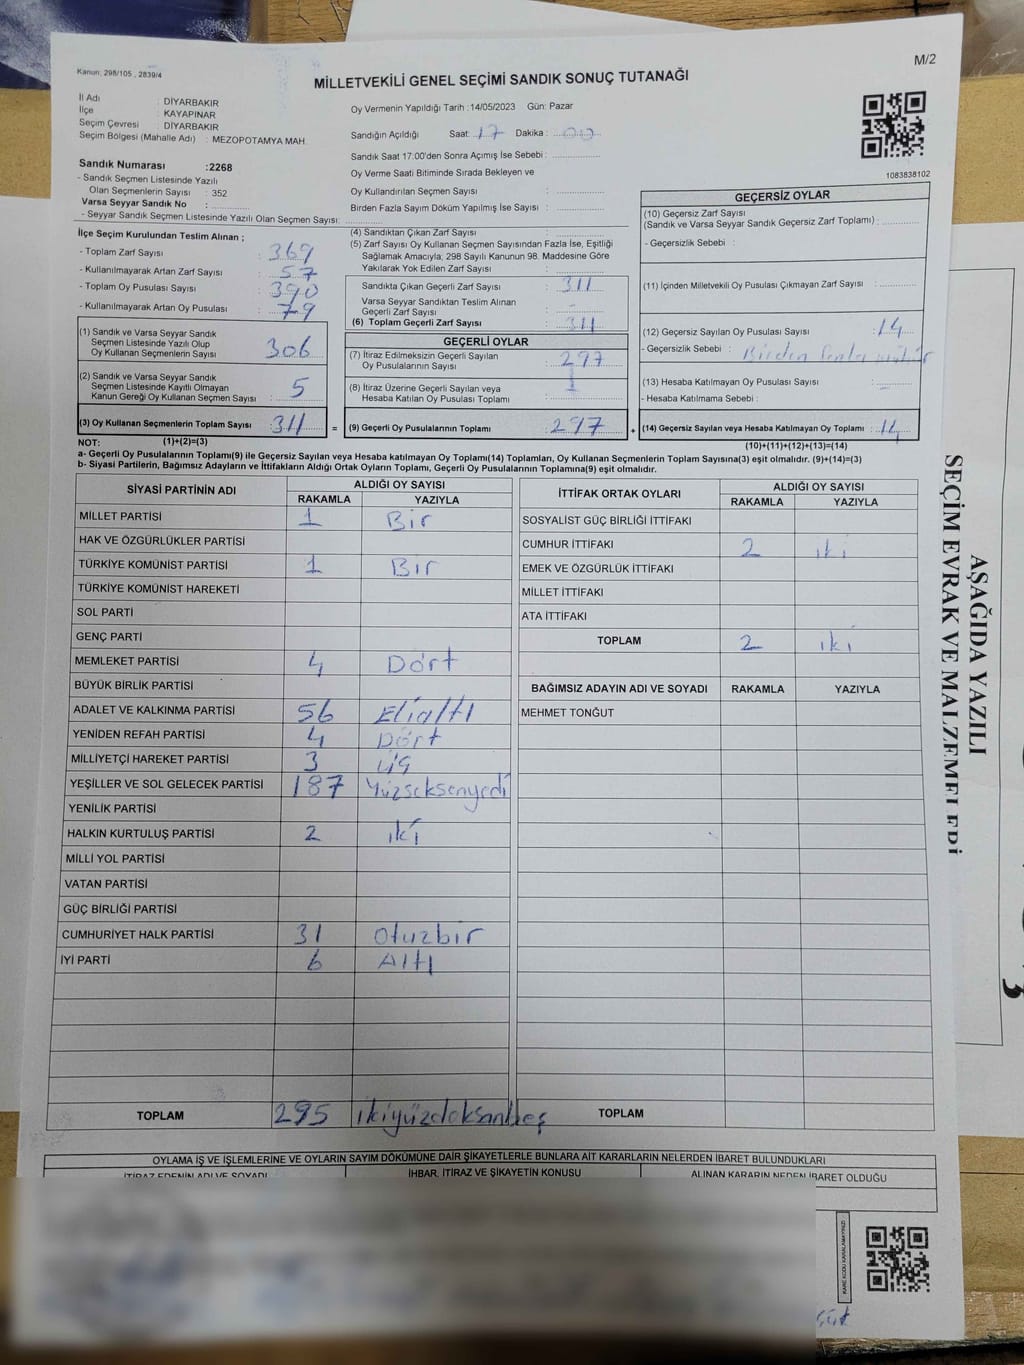 Kanun; 298/105 , 2839/4
M/2
MİLLETVEKİLİ GENEL SEÇİMİ SANDIK SONUÇ TUTANAĞI
İl Adı : DİYARBAKIR
İlçe : KAYAPINAR
Seçim Çevresi : DİYARBAKIR
Seçim Bölgesi (Mahalle Adı) : MEZOPOTAMYA MAH.
Sandık Numarası :2268
- Sandık Seçmen Listesinde Yazılı
Olan Seçmenlerin Sayısı : 352
Varsa Seyyar Sandık No :
- Seyyar Sandık Seçmen Listesinde Yazılı Olan Seçmen Sayısı:
Oy Vermenin Yapıldığı Tarih :14/05/2023 Gün: Pazar
Sandığın Açıldığı Saat: 17 Dakika : 00
Sandık Saat 17.00'den Sonra Açımış İse Sebebi :
Oy Verme Saati Bitiminde Sırada Bekleyen ve
Oy Kullandırılan Seçmen Sayısı :
Birden Fazla Sayım Döküm Yapılmış İse Sayısı :
1083838102
İlçe Seçim Kurulundan Teslim Alınan ;
- Toplam Zarf Sayısı : 369
- Kullanılmayarak Artan Zarf Sayısı : 57
- Toplam Oy Pusulası Sayısı : 390
- Kullanılmayarak Artan Oy Pusulası : 79
(1) Sandık ve Varsa Seyyar Sandık
Seçmen Listesinde Yazılı Olup
Oy Kullanan Seçmenlerin Sayısı : 306
(2) Sandık ve Varsa Seyyar Sandık
Seçmen Listesinde Kayıtlı Olmayan
Kanun Gereği Oy Kullanan Seçmen Sayısı : 5
(3) Oy Kullanan Seçmenlerin Toplam Sayısı : 311 =
(4) Sandıktan Çıkan Zarf Sayısı :
(5) Zarf Sayısı Oy Kullanan Seçmen Sayısından Fazla İse, Eşitliği
Sağlamak Amacıyla; 298 Sayılı Kanunun 98. Maddesine Göre
Yakılarak Yok Edilen Zarf Sayısı :
Sandıkta Çıkan Geçerli Zarf Sayısı : 311
Varsa Seyyar Sandıktan Teslim Alınan
Geçerli Zarf Sayısı : -
(6) Toplam Geçerli Zarf Sayısı : 311
GEÇERLİ OYLAR
(7) İtiraz Edilmeksizin Geçerli Sayılan
Oy Pusulalarının Sayısı : 297
(8) İtiraz Üzerine Geçerli Sayılan veya
Hesaba Katılan Oy Pusulası Toplamı :
(9) Geçerli Oy Pusulalarının Toplamı : 297 +
GEÇERSİZ OYLAR
(10) Geçersiz Zarf Sayısı
(Sandık ve Varsa Seyyar Sandık Geçersiz Zarf Toplamı) :
- Geçersizlik Sebebi :
(11) İçinden Milletvekili Oy Pusulası Çıkmayan Zarf Sayısı :
(12) Geçersiz Sayılan Oy Pusulası Sayısı : 14
- Geçersizlik Sebebi : Birden fazla mühür
(13) Hesaba Katılmayan Oy Pusulası Sayısı :
- Hesaba Katılmama Sebebi :
(14) Geçersiz Sayılan veya Hesaba Katılmayan Oy Toplamı : 14
NOT: (1)+(2)=(3) (10)+(11)+(12)+(13)=(14)
a- Geçerli Oy Pusulalarının Toplamı(9) ile Geçersiz Sayılan veya Hesaba katılmayan Oy Toplamı(14) Toplamları, Oy Kullanan Seçmenlerin Toplam Sayısına(3) eşit olmalıdır. (9)+(14)=(3)
b- Siyasi Partilerin, Bağımsız Adayların ve İttifakların Aldığı Ortak Oyların Toplamı, Geçerli Oy Pusulalarının Toplamına(9) eşit olmalıdır.
SİYASİ PARTİNİN ADI ALDIĞI OY SAYISI
RAKAMLA YAZIYLA
MİLLET PARTİSİ 1 Bir
HAK VE ÖZGÜRLÜKLER PARTİSİ
TÜRKİYE KOMÜNİST PARTİSİ 1 Bir
TÜRKİYE KOMÜNİST HAREKETİ
SOL PARTİ
GENÇ PARTİ
MEMLEKET PARTİSİ 4 Dört
BÜYÜK BİRLİK PARTİSİ
ADALET VE KALKINMA PARTİSİ 56 Elialtı
YENİDEN REFAH PARTİSİ 4 Dört
MİLLİYETÇİ HAREKET PARTİSİ 3 Üç
YEŞİLLER VE SOL GELECEK PARTİSİ 187 Yüzseksenyedi
YENİLİK PARTİSİ
HALKIN KURTULUŞ PARTİSİ 2 iki
MİLLİ YOL PARTİSİ
VATAN PARTİSİ
GÜÇ BİRLİĞİ PARTİSİ
CUMHURİYET HALK PARTİSİ 31 Otuzbir
İYİ PARTİ 6 Altı
TOPLAM 295 ikiyüzdoksanbeş
İTTİFAK ORTAK OYLARI ALDIĞI OY SAYISI
RAKAMLA YAZIYLA
SOSYALİST GÜÇ BİRLİĞİ İTTİFAKI
CUMHUR İTTİFAKI 2 iki
EMEK VE ÖZGÜRLÜK İTTİFAKI
MİLLET İTTİFAKI
ATA İTTİFAKI
TOPLAM 2 iki
BAĞIMSIZ ADAYIN ADI VE SOYADI RAKAMLA YAZIYLA
MEHMET TONĞUT
TOPLAM
OYLAMA İŞ VE İŞLEMLERİNE VE OYLARIN SAYIM DÖKÜMÜNE DAİR ŞİKAYETLERLE BUNLARA AİT KARARLARIN NELERDEN İBARET BULUNDUKLARI
İTİRAZ EDENİN ADI VE SOYADI İHBAR, İTİRAZ VE ŞİKAYETİN KONUSU ALINAN KARARIN NEDEN İBARET OLDUĞU
KARE KODU KARALAMAYINIZ!
AŞAĞIDA YAZILI
SEÇİM EVRAK VE MALZEMELERİ